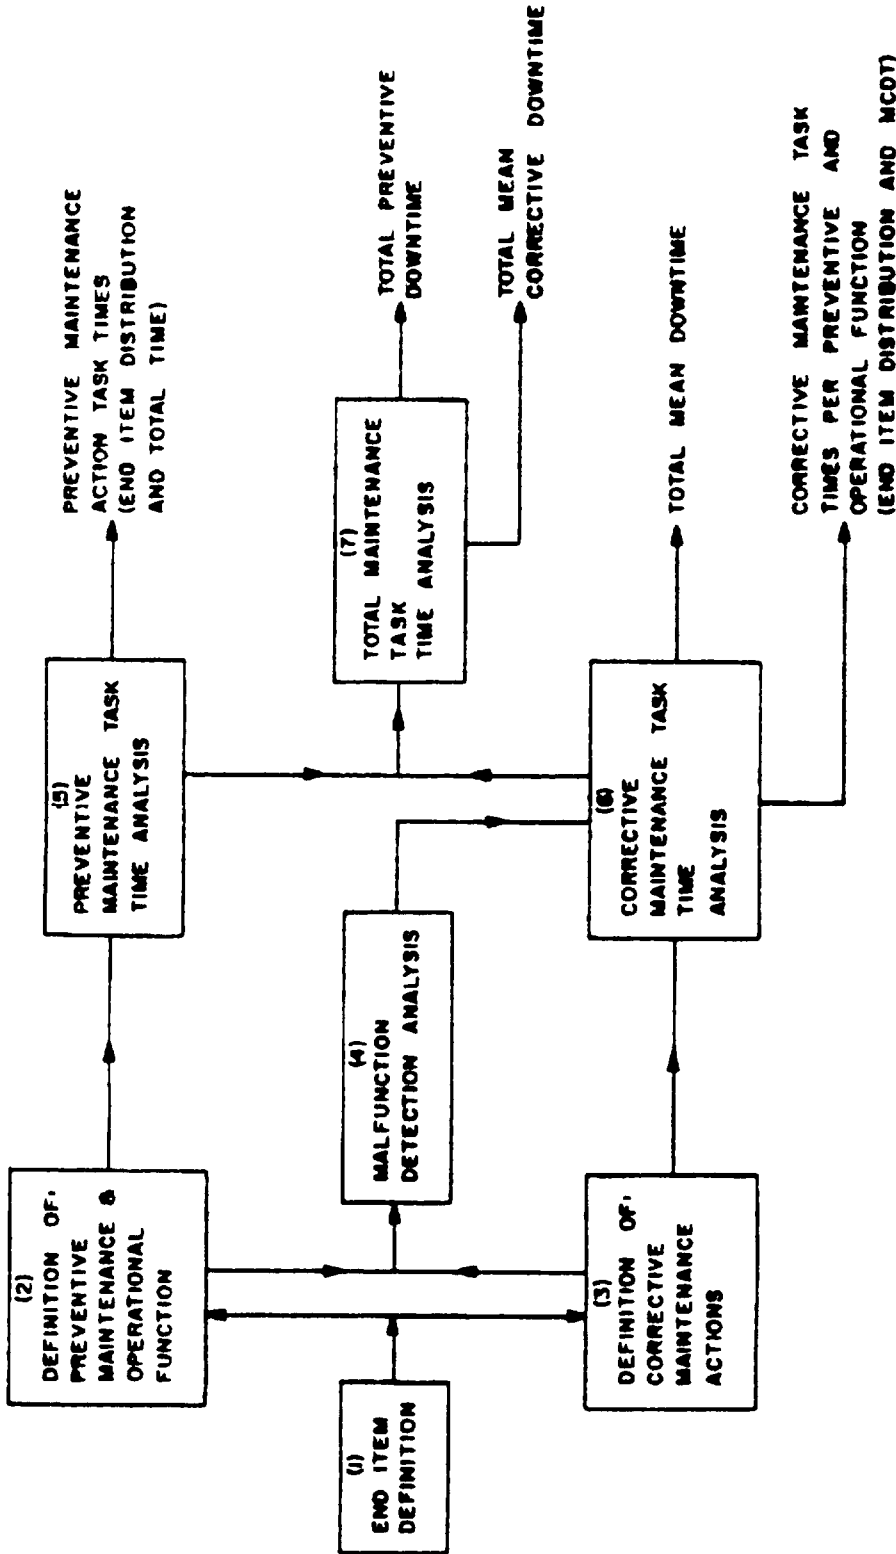 (1)
END ITEM
DEFINITION
(2)
DEFINITION OF:
PREVENTIVE
MAINTENANCE &
OPERATIONAL
FUNCTION
(3)
DEFINITION OF:
CORRECTIVE
MAINTENANCE
ACTIONS
(4)
MALFUNCTION
DETECTION ANALYSIS
(5)
PREVENTIVE
MAINTENANCE TASK
TIME ANALYSIS
(6)
CORRECTIVE
MAINTENANCE TASK
TIME
ANALYSIS
(7)
TOTAL MAINTENANCE
TASK
TIME ANALYSIS
PREVENTIVE MAINTENANCE
ACTION TASK TIMES
(END ITEM DISTRIBUTION
AND TOTAL TIME)
TOTAL PREVENTIVE
DOWNTIME
TOTAL MEAN
CORRECTIVE DOWNTIME
TOTAL MEAN DOWNTIME
CORRECTIVE MAINTENANCE TASK
TIMES PER PREVENTIVE AND
OPERATIONAL FUNCTION
(END ITEM DISTRIBUTION AND MCDT)